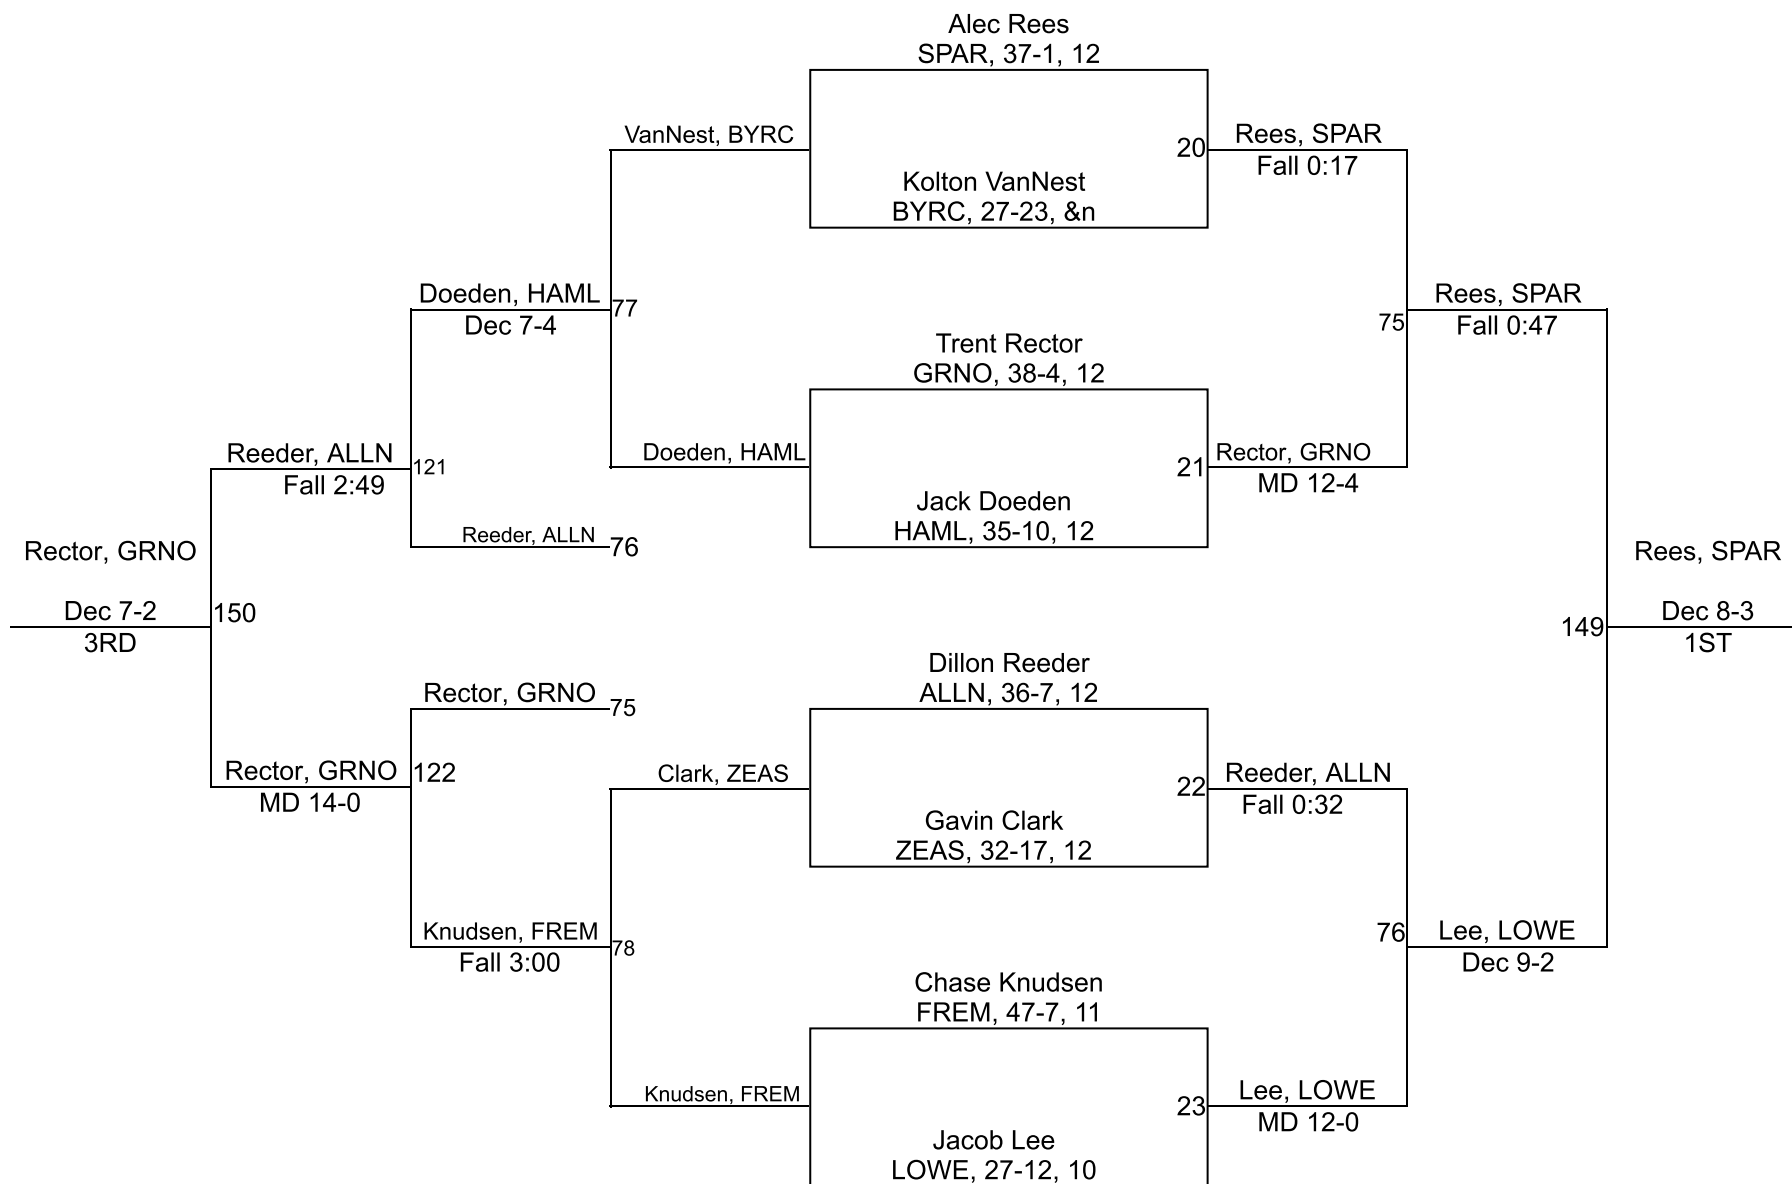 Alec Rees
SPAR, 37-1, 12
VanNest, BYRC
20
Rees, SPAR
Fall 0:17
Kolton VanNest
BYRC, 27-23, &n
Doeden, HAML
Dec 7-4
77
Rees, SPAR
Fall 0:47
75
Trent Rector
GRNO, 38-4, 12
Reeder, ALLN
Fall 2:49
121
Doeden, HAML
21
Rector, GRNO
MD 12-4
Jack Doeden
HAML, 35-10, 12
Reeder, ALLN
76
Rector, GRNO
Dec 7-2
3RD
150
Rees, SPAR
149
Dec 8-3
1ST
Dillon Reeder
ALLN, 36-7, 12
Rector, GRNO
75
Rector, GRNO
MD 14-0
122
Clark, ZEAS
22
Reeder, ALLN
Fall 0:32
Gavin Clark
ZEAS, 32-17, 12
Knudsen, FREM
Fall 3:00
78
76
Lee, LOWE
Dec 9-2
Chase Knudsen
FREM, 47-7, 11
Knudsen, FREM
23
Lee, LOWE
MD 12-0
Jacob Lee
LOWE, 27-12, 10